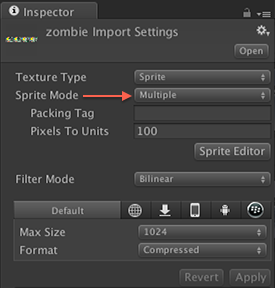 Inspector
zombie Import Settings
Open
Texture Type Sprite
Sprite Mode Multiple
Packing Tag
Pixels To Units 100
Sprite Editor
Filter Mode Bilinear
Default
Max Size 1024
Format Compressed
Revert Apply